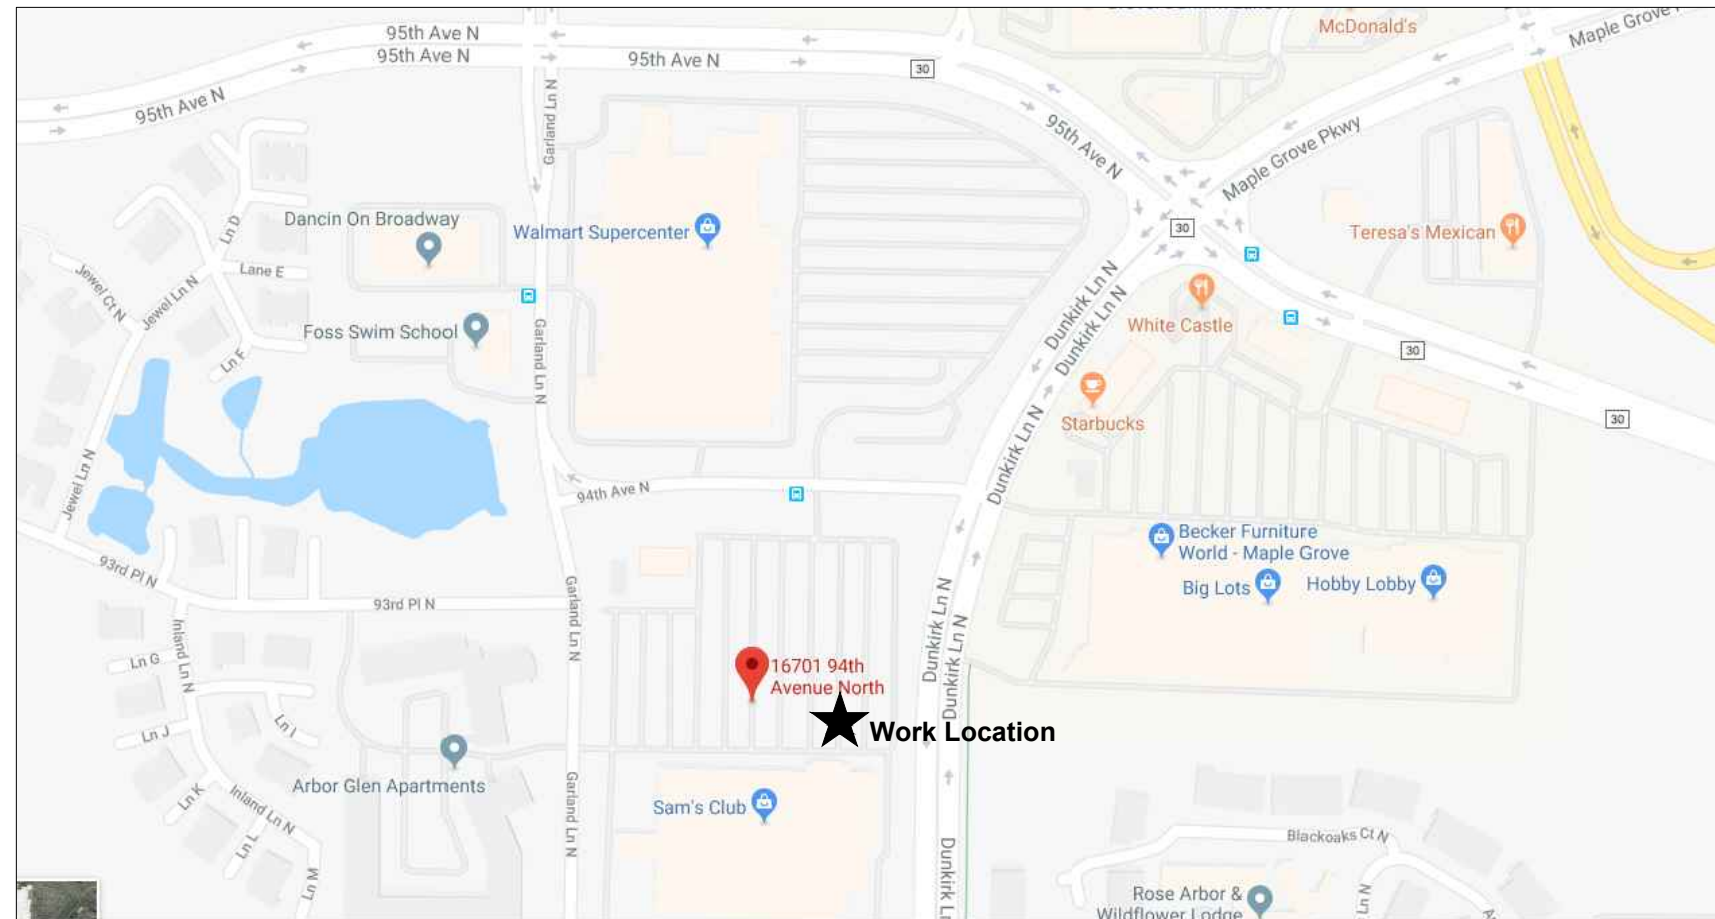 McDonald's
Maple Grove
95th Ave N
95th Ave N
95th Ave N
30
95th Ave N
Garland Ln N
95th Ave N
Maple Grove Pkwy
Dancin On Broadway
Ln D
Walmart Supercenter
30
Teresa's Mexican
Lane E
Jewel Ct N
Jewel Ln N
Dunkirk Ln N
Dunkirk Ln N
Foss Swim School
White Castle
Garland Ln N
Ln F
30
Starbucks
30
Dunkirk Ln N
Jewel Ln N
94th Ave N
Becker Furniture
World - Maple Grove
Big Lots
Hobby Lobby
93rd Pl N
93rd Pl N
Garland Ln N
Dunkirk Ln N
Dunkirk Ln N
Inland Ln N
Ln G
16701 94th
Avenue North
Work Location
Ln I
Ln J
Arbor Glen Apartments
Ln K
Inland Ln N
Garland Ln N
Sam's Club
Ln L
Blackoaks Ct N
Dunkirk Ln
Ln M
Rose Arbor &
Wildflower Lodge
Ln N